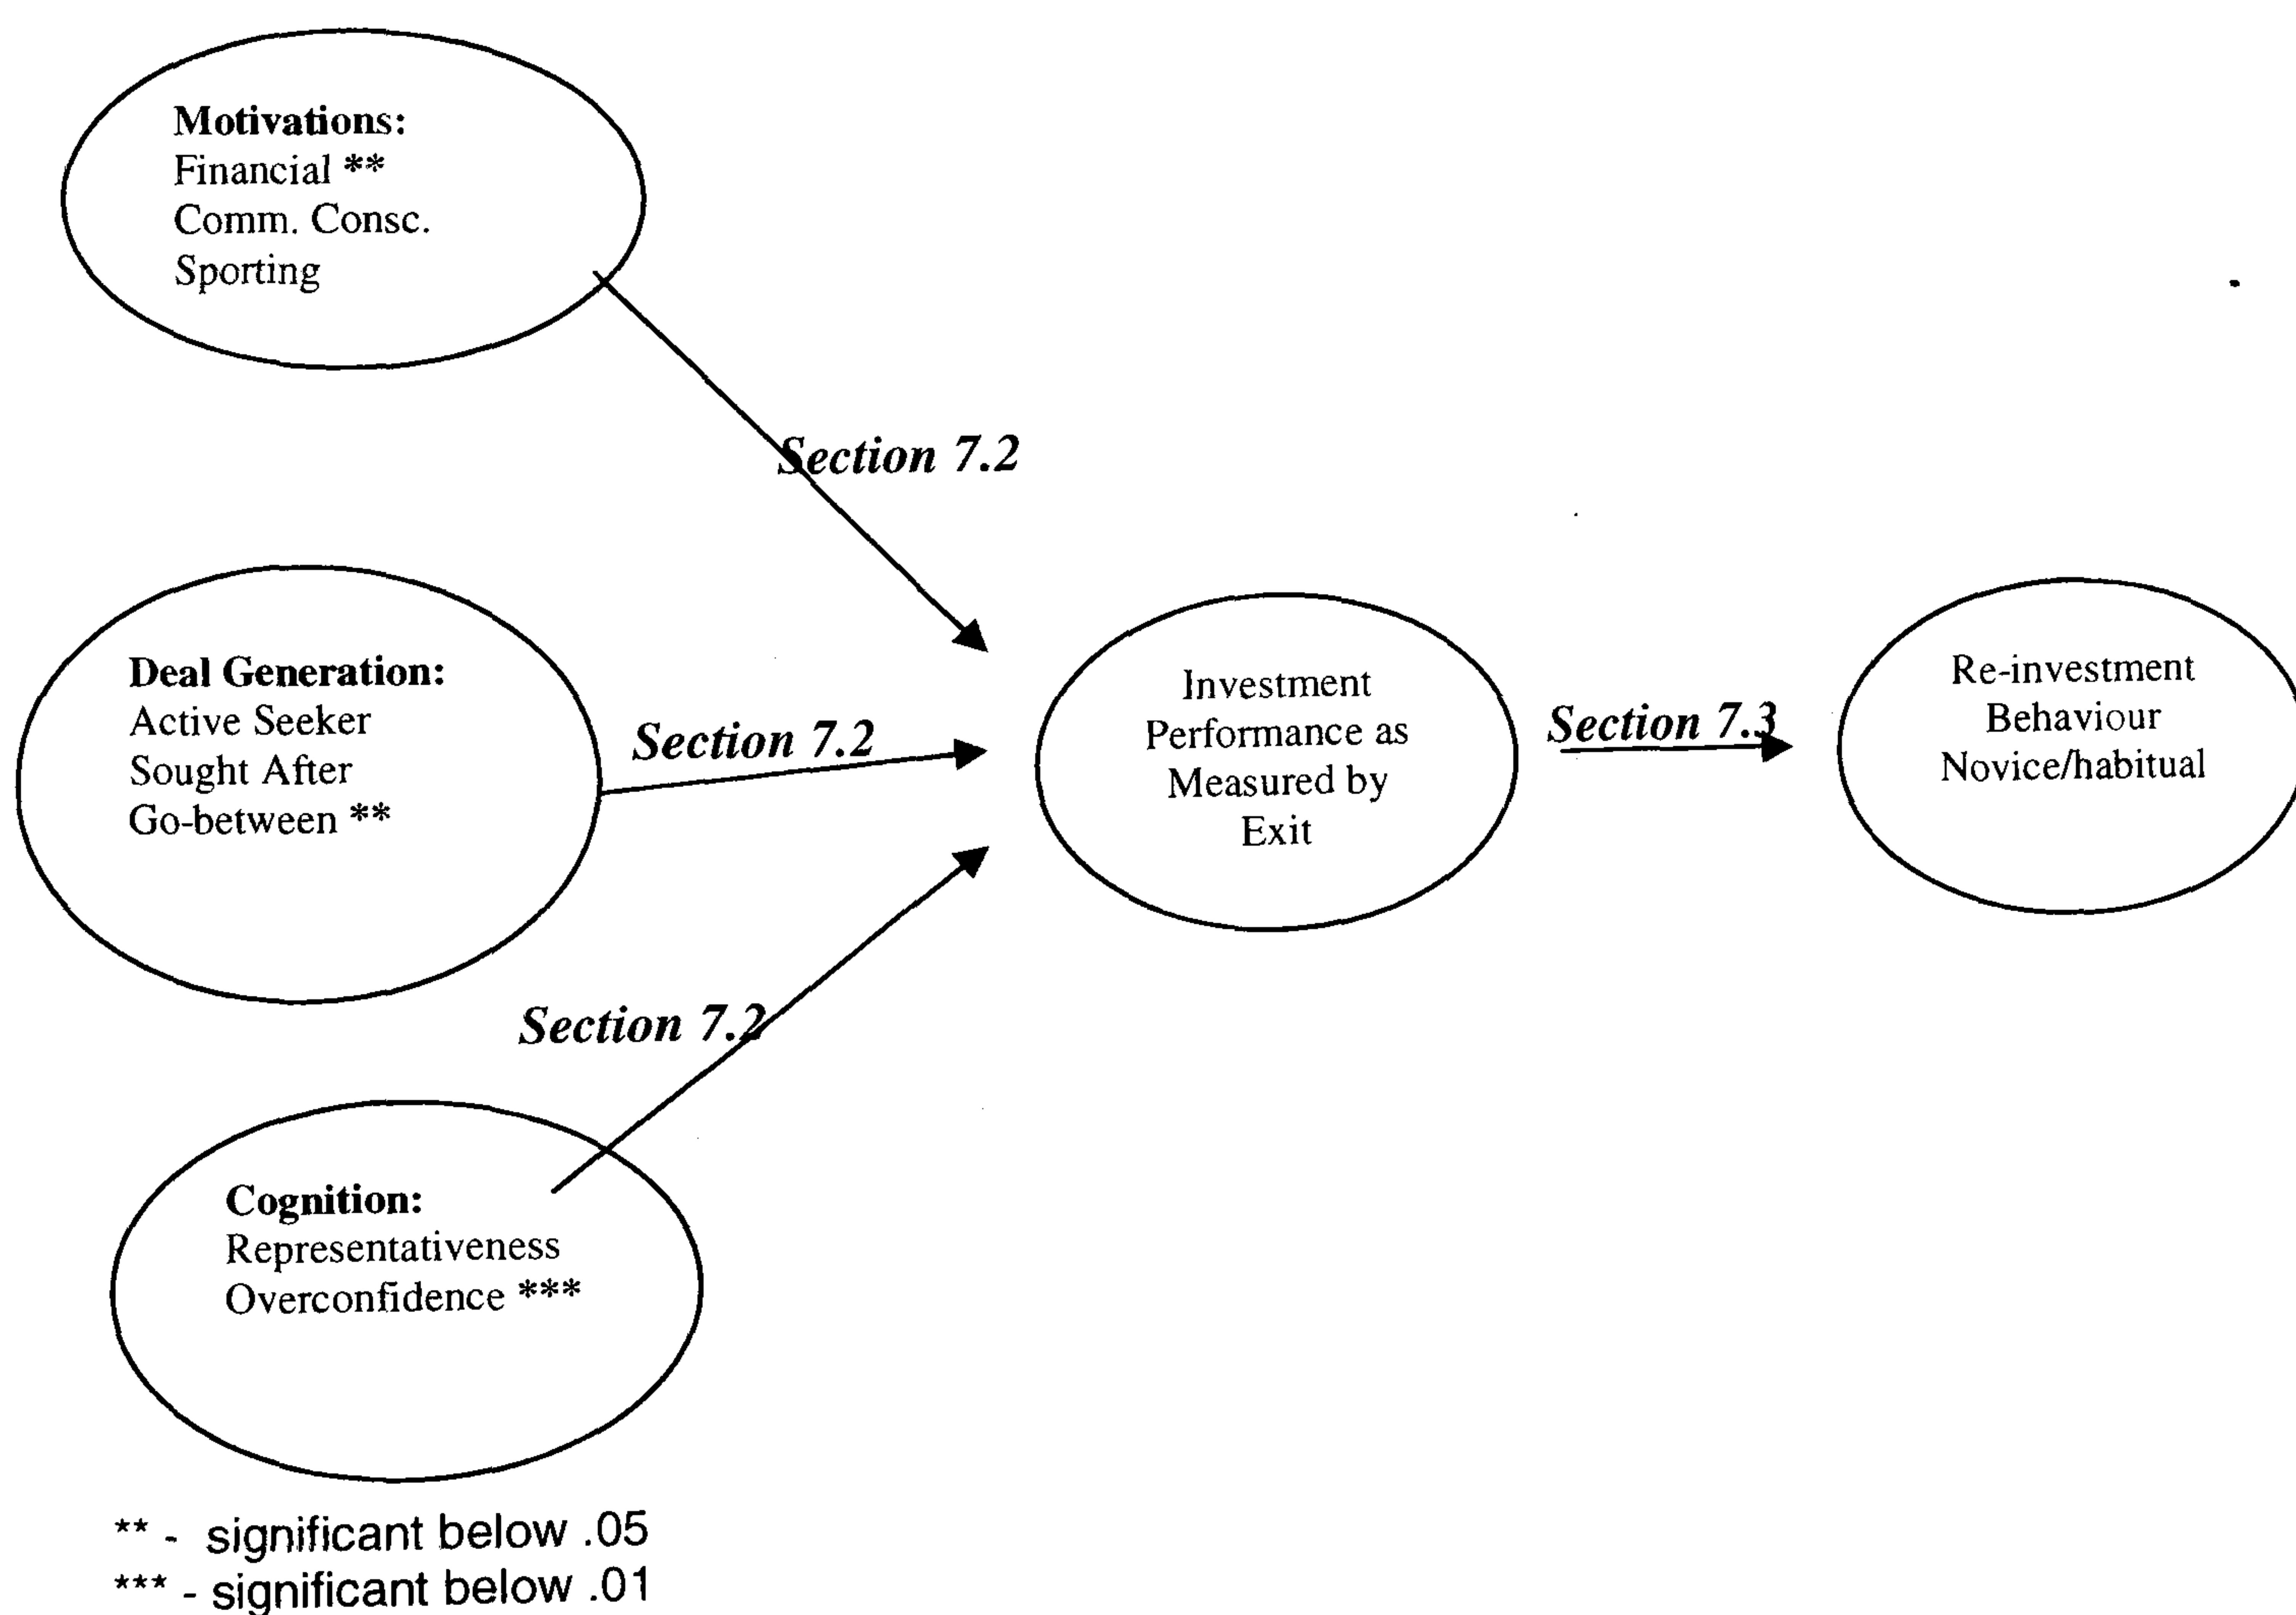 Motivations:
Financial **
Comm. Consc.
Sporting
Section 7.2
Deal Generation:
Active Seeker
Sought After
Go-between **
Section 7.2
Investment
Performance as
Measured by
Exit
Section 7.3
Re-investment
Behaviour
Novice/habitual
Section 7.2
Cognition:
Representativeness
Overconfidence ***
** - significant below .05
*** - significant below .01